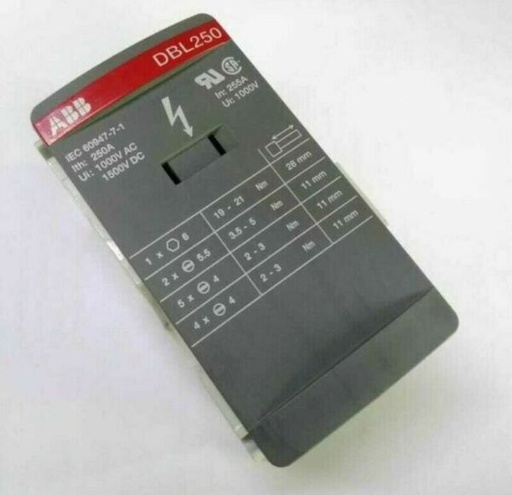 DBL250
ABB
IEC 60947-7-1
Ith: 250A
Ui: 1000V AC
1500V DC
In: 255A
Ui: 1000V
1 x 6 19 - 21 Nm 28 mm
2 x 5.5 3.5 - 5 Nm 11 mm
5 x 4 2 - 3 Nm 11 mm
4 x 4 2 - 3 Nm 11 mm